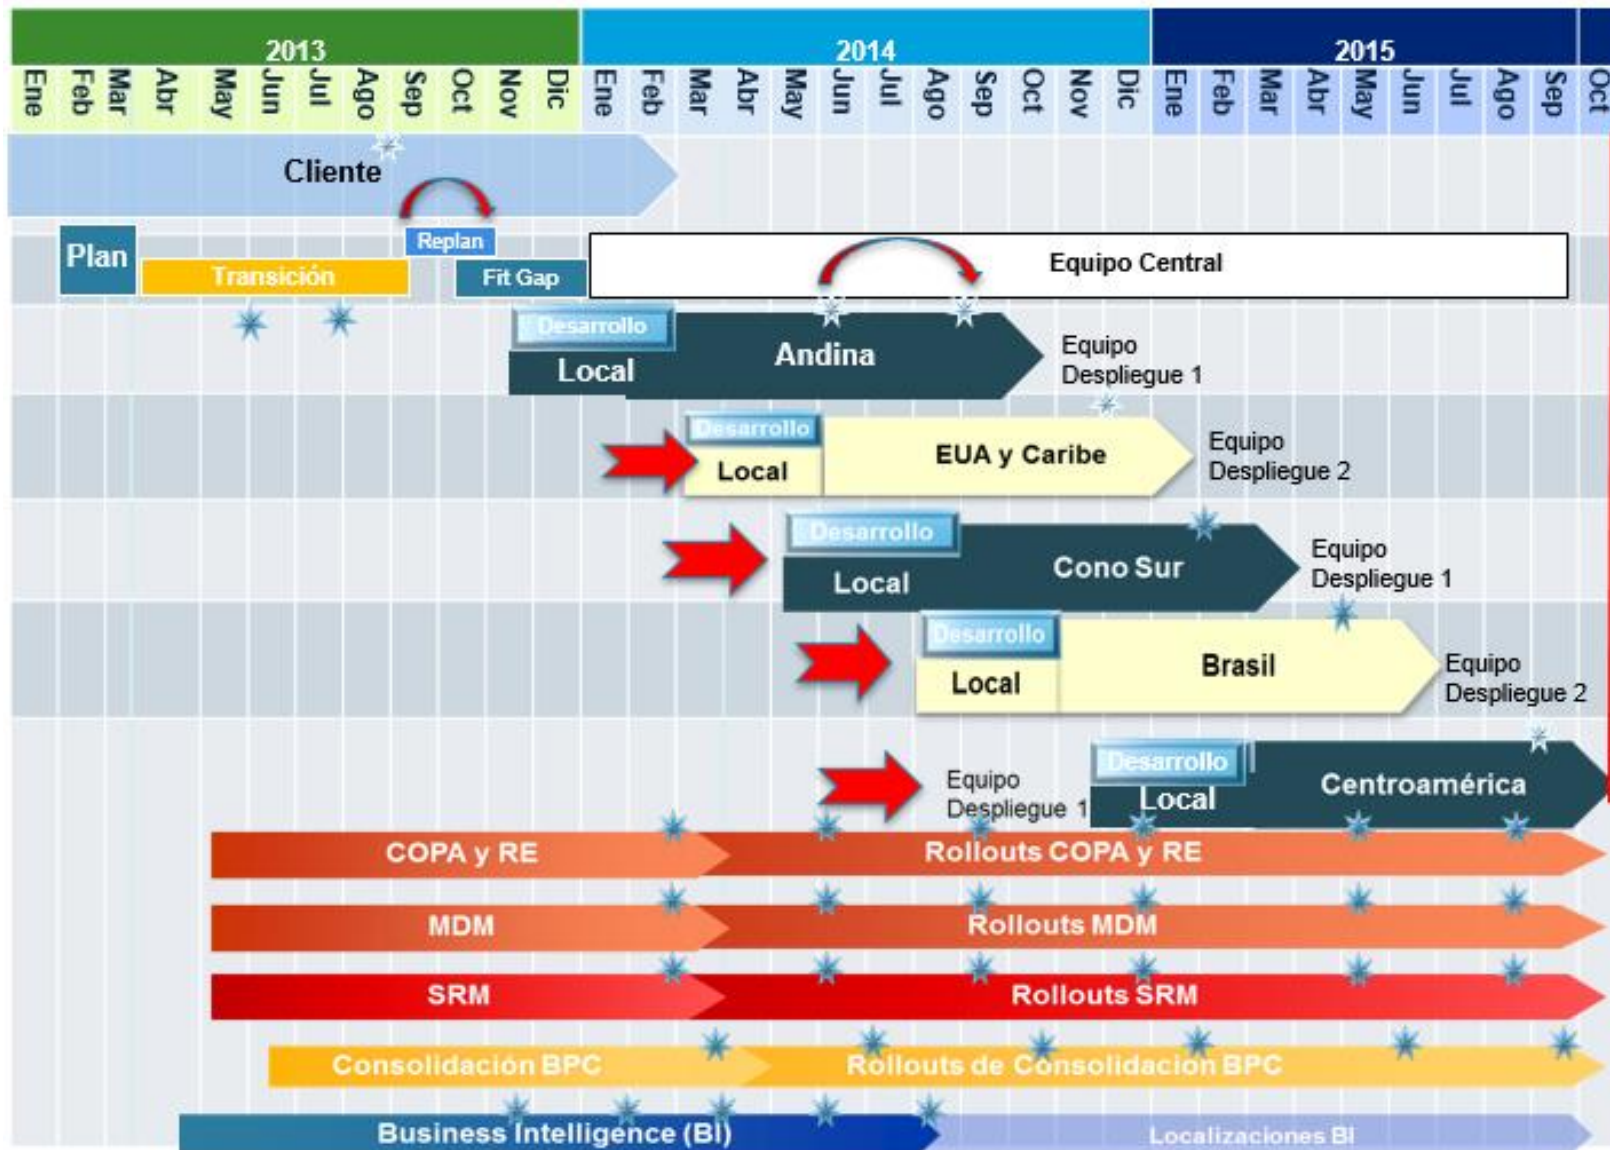 2013 2014 2015
Ene Feb Mar Abr May Jun Jul Ago Sep Oct Nov Dic Ene Feb Mar Abr May Jun Jul Ago Sep Oct Nov Dic Ene Feb Mar Abr May Jun Jul Ago Sep Oct
Cliente
Plan
Replan
Transición
Fit Gap
Equipo Central
Desarrollo
Local
Andina
Equipo
Despliegue 1
Desarrollo
Local
EUA y Caribe
Equipo
Despliegue 2
Desarrollo
Local
Cono Sur
Equipo
Despliegue 1
Desarrollo
Local
Brasil
Equipo
Despliegue 2
Equipo
Despliegue 1
Desarrollo
Local
Centroamérica
COPA y RE Rollouts COPA y RE
MDM Rollouts MDM
SRM Rollouts SRM
Consolidación BPC Rollouts de Consolidacion BPC
Business Intelligence (BI) Localizaciones BI